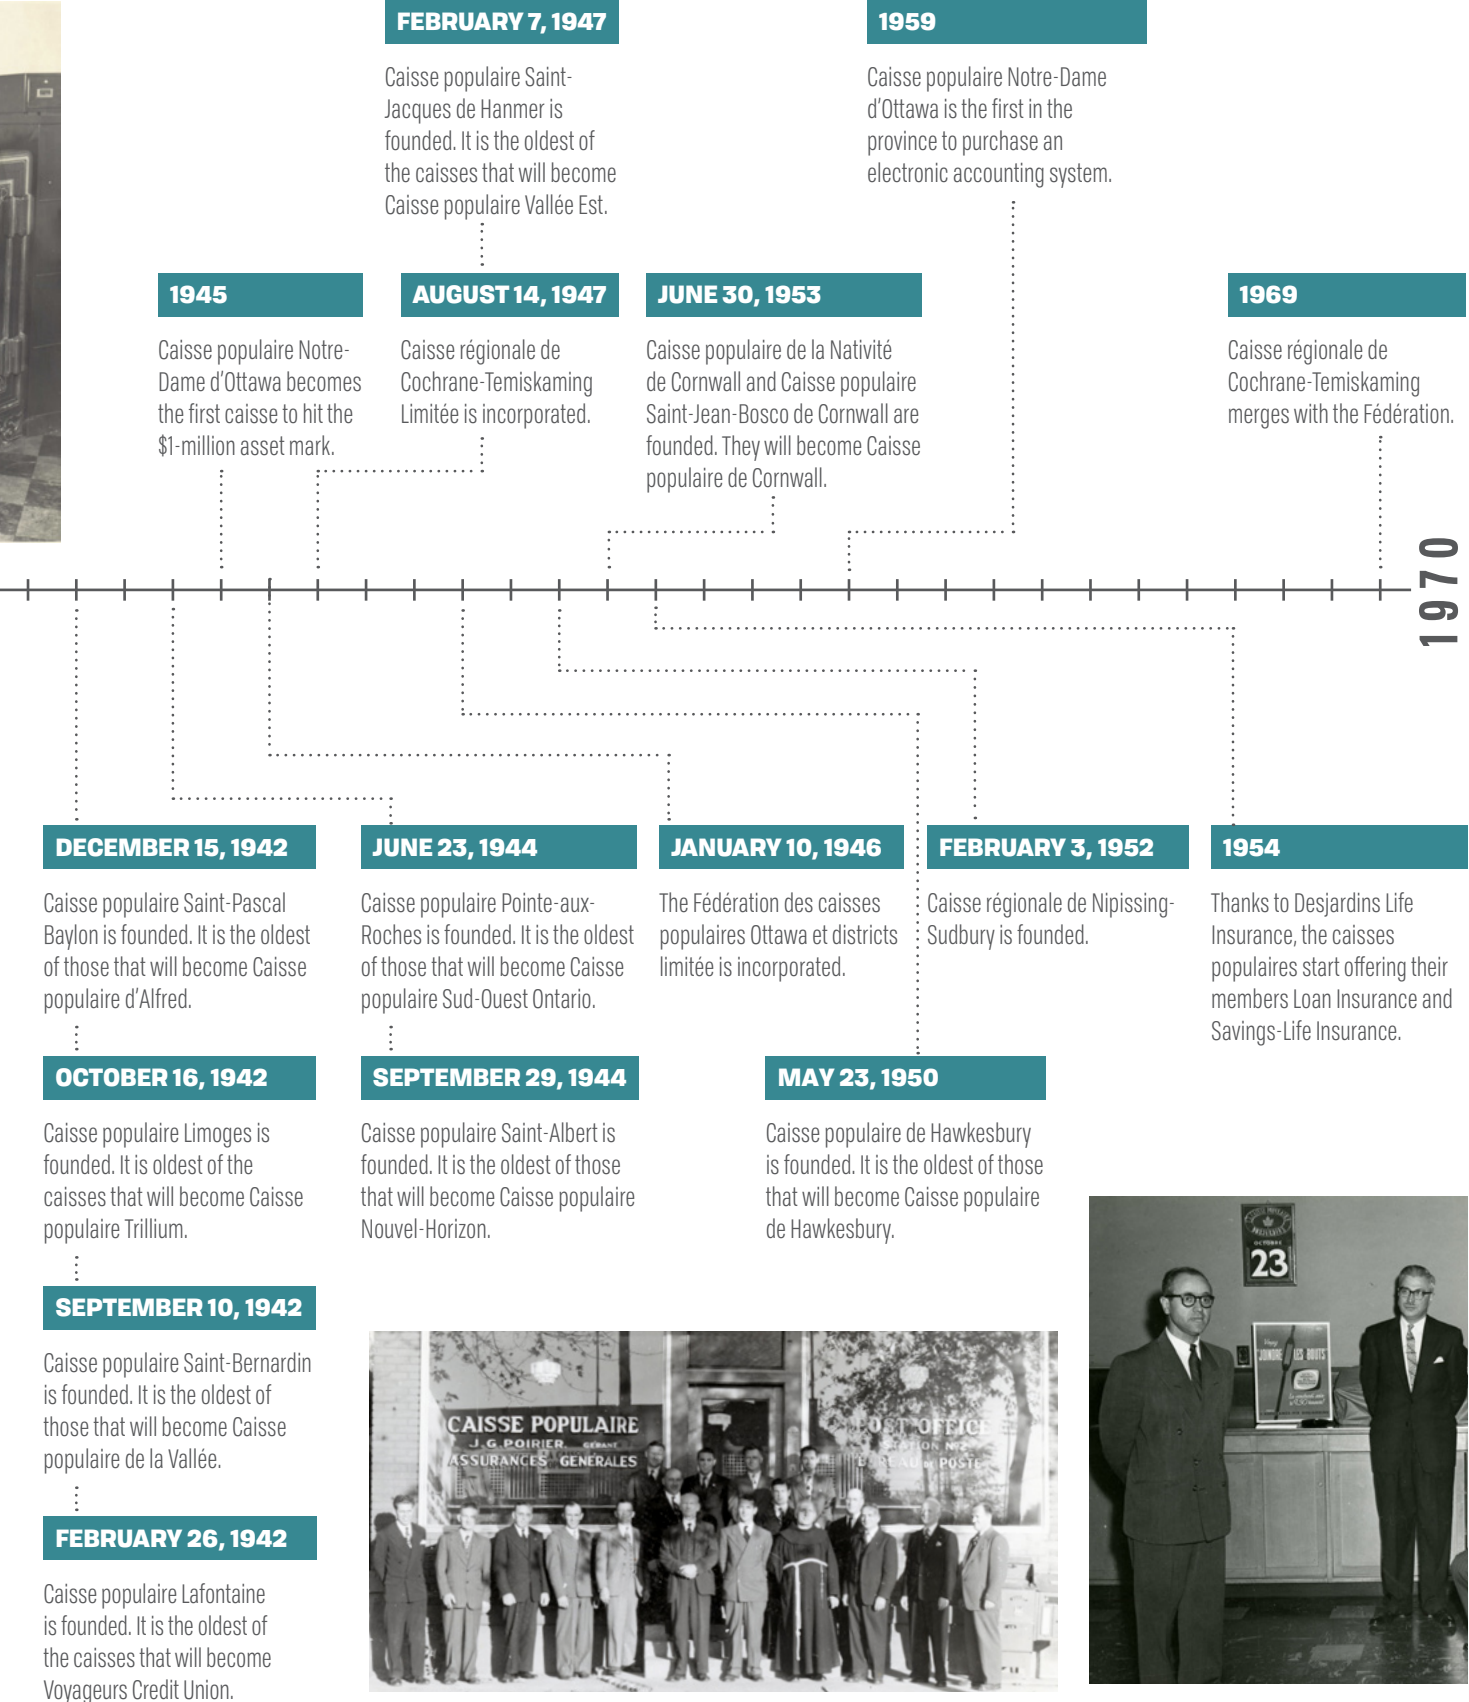 FEBRUARY 7, 1947
Caisse populaire Saint-
Jacques de Hanmer is
founded. It is the oldest of
the caisses that will become
Caisse populaire Vallée Est.
1959
Caisse populaire Notre-Dame
d'Ottawa is the first in the
province to purchase an
electronic accounting system.
1945
Caisse populaire Notre-
Dame d'Ottawa becomes
the first caisse to hit the
$1-million asset mark.
AUGUST 14, 1947
Caisse régionale de
Cochrane-Temiskaming
Limitée is incorporated.
JUNE 30, 1953
Caisse populaire de la Nativité
de Cornwall and Caisse populaire
Saint-Jean-Bosco de Cornwall are
founded. They will become Caisse
populaire de Cornwall.
1969
Caisse régionale de
Cochrane-Temiskaming
merges with the Fédération.
1970
DECEMBER 15, 1942
Caisse populaire Saint-Pascal
Baylon is founded. It is the oldest
of those that will become Caisse
populaire d'Alfred.
OCTOBER 16, 1942
Caisse populaire Limoges is
founded. It is oldest of the
caisses that will become Caisse
populaire Trillium.
SEPTEMBER 10, 1942
Caisse populaire Saint-Bernardin
is founded. It is the oldest of
those that will become Caisse
populaire de la Vallée.
FEBRUARY 26, 1942
Caisse populaire Lafontaine
is founded. It is the oldest of
the caisses that will become
Voyageurs Credit Union.
JUNE 23, 1944
Caisse populaire Pointe-aux-
Roches is founded. It is the oldest
of those that will become Caisse
populaire Sud-Ouest Ontario.
SEPTEMBER 29, 1944
Caisse populaire Saint-Albert is
founded. It is the oldest of those
that will become Caisse populaire
Nouvel-Horizon.
JANUARY 10, 1946
The Fédération des caisses
populaires Ottawa et districts
limitée is incorporated.
FEBRUARY 3, 1952
Caisse régionale de Nipissing-
Sudbury is founded.
1954
Thanks to Desjardins Life
Insurance, the caisses
populaires start offering their
members Loan Insurance and
Savings-Life Insurance.
MAY 23, 1950
Caisse populaire de Hawkesbury
is founded. It is the oldest of those
that will become Caisse populaire
de Hawkesbury.
CAISSE POPULAIRE
J.G. POIRIER GÉRANT
ASSURANCES GENERALES
POST OFFICE
STATION No
BUREAU DE POSTE
OCTOBRE
23
JOINDRE LES BOUTS